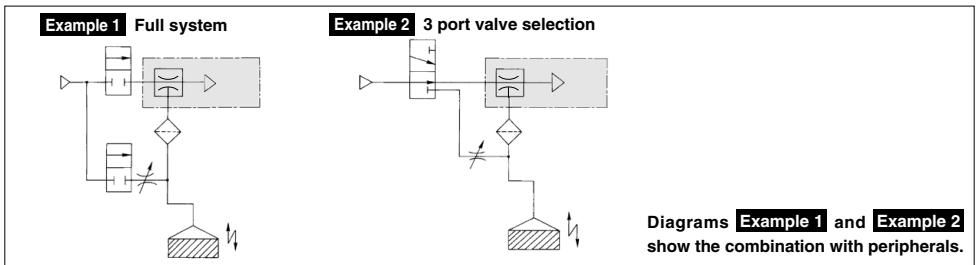 Example 1 Full system
Example 2 3 port valve selection
Diagrams Example 1 and Example 2
show the combination with peripherals.